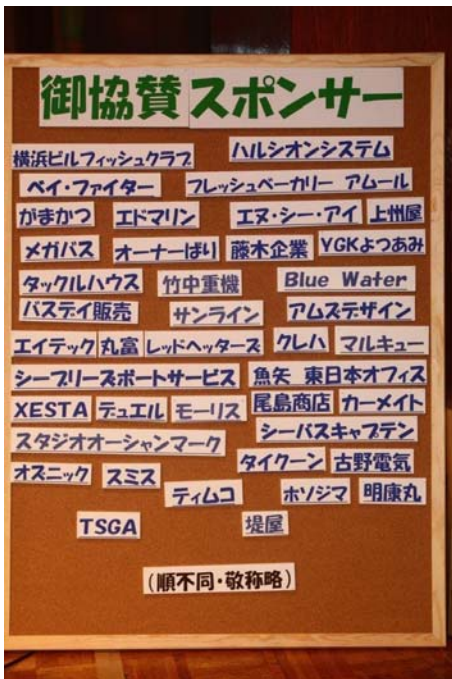 御協賛スポンサー
横浜ビルフィッシュクラブ ハルシオンシステム
ベイ・ファイター フレッシュベーカリー アムール
がまかつ エドマリン エヌ・シー・アイ 上州屋
メガバス オーナーばり 藤木企業 YGKよつあみ
タックルハウス 竹中重機 Blue Water
バスデイ販売 サンライン アムズデザイン
エイテック 丸富 レッドヘッターズ クレハ マルキュー
シーブリーズボートサービス 魚矢 東日本オフィス
XESTA デュエル モーリス 尾島商店 カーメイト
スタジオオーシャンマーク シーバスキャプテン
オズニック スミス タイクーン 古野電気
ティムコ ホソジマ 明康丸
TSGA 堤屋
(順不同・敬称略)